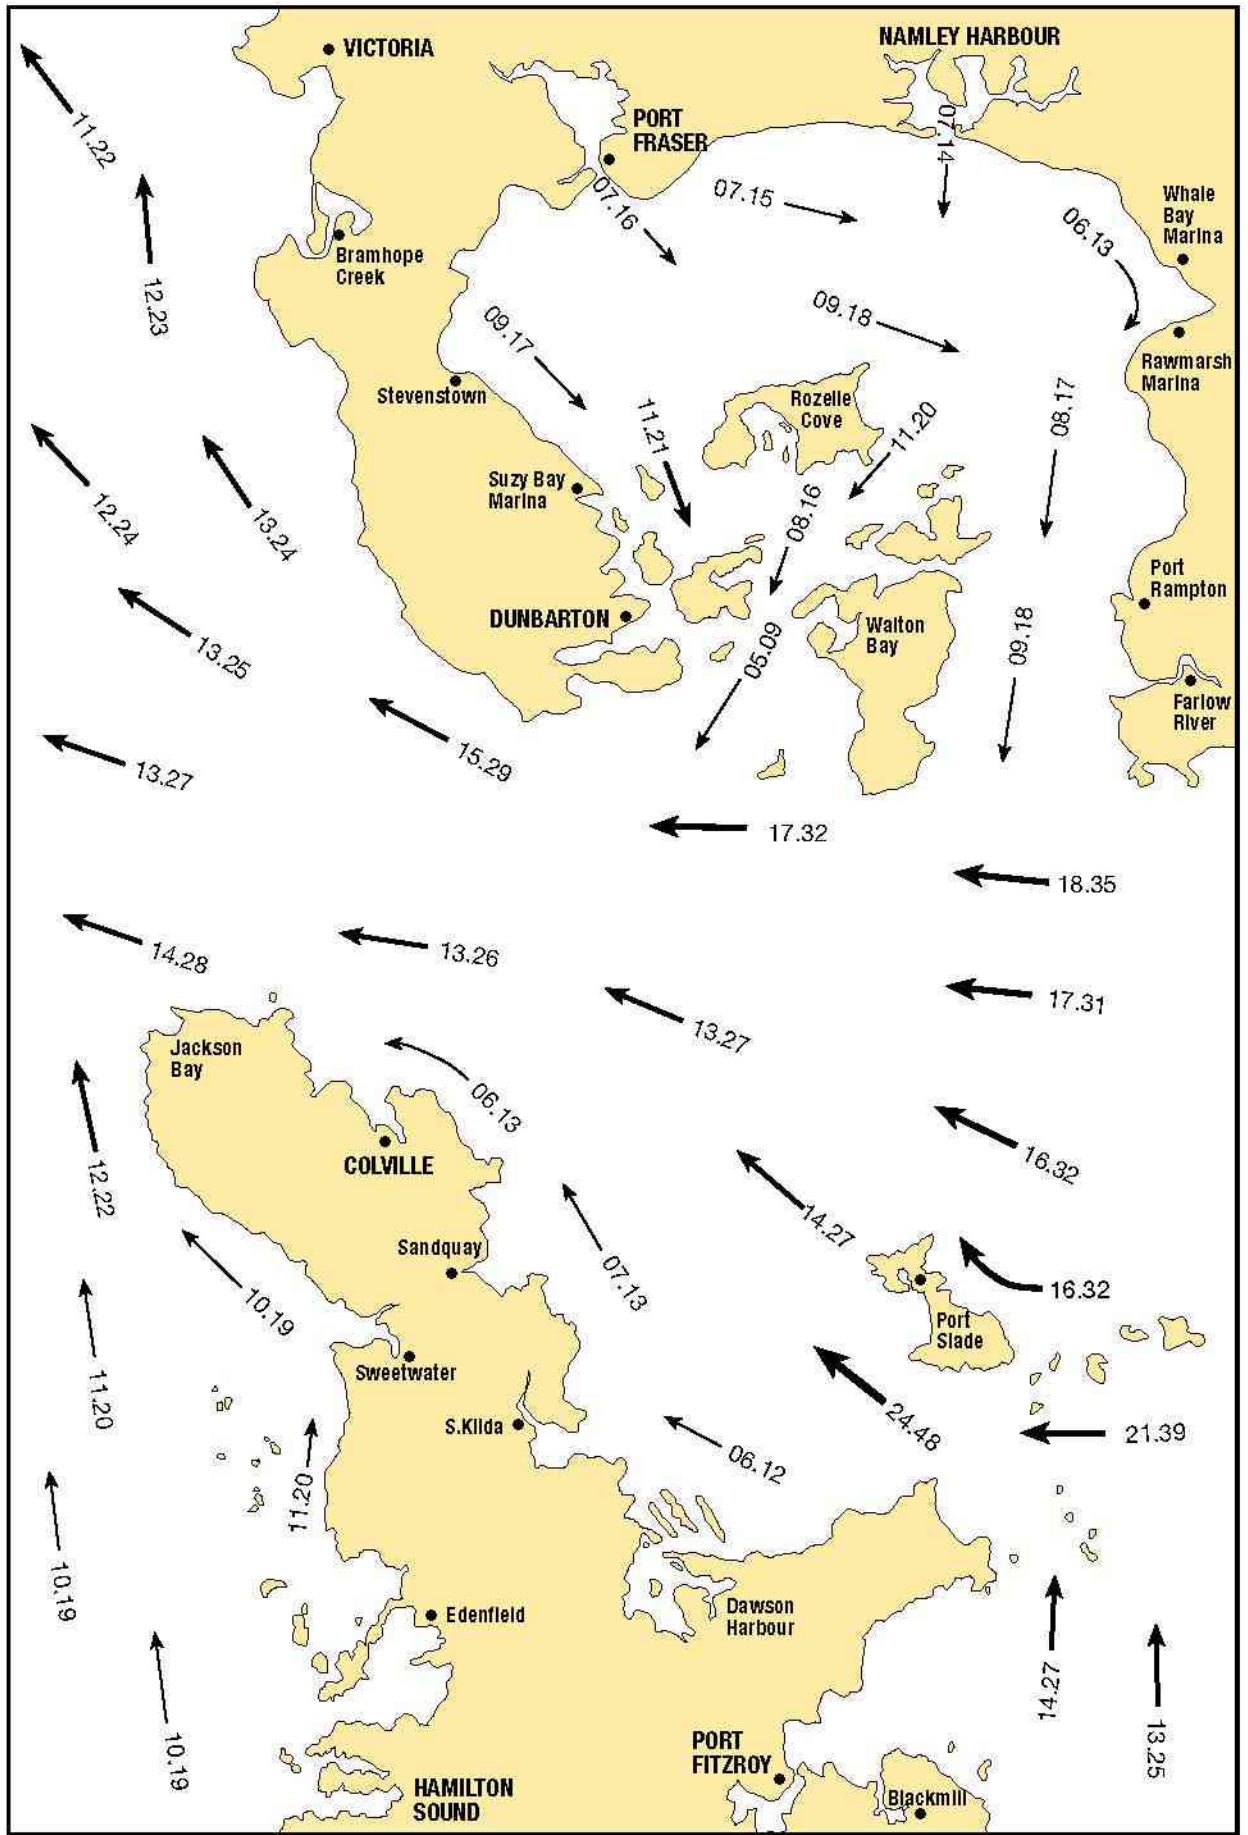 VICTORIA
NAMLEY HARBOUR
11.22
PORT
FRASER
07.14
07.16
07.15
Whale
Bay
Marina
06.13
Bramhope
Creek
12.23
09.18
09.17
Rawmarsh
Marina
Stevenstown
Rozelle
Cove
11.21
11.20
08.17
Suzy Bay
Marina
12.24
13.24
08.16
Port
Rampton
DUNBARTON
Walton
Bay
13.25
05.09
09.18
Farlow
River
15.29
13.27
17.32
18.35
14.28
13.26
17.31
13.27
Jackson
Bay
06.13
COLVILLE
16.32
12.22
14.27
Sandquay
07.13
10.19
16.32
Port
Slade
Sweetwater
11.20
S.Kilda
24.48
21.39
06.12
11.20
10.19
Edenfield
Dawson
Harbour
14.27
10.19
13.25
PORT
FITZROY
HAMILTON
SOUND
Blackmill